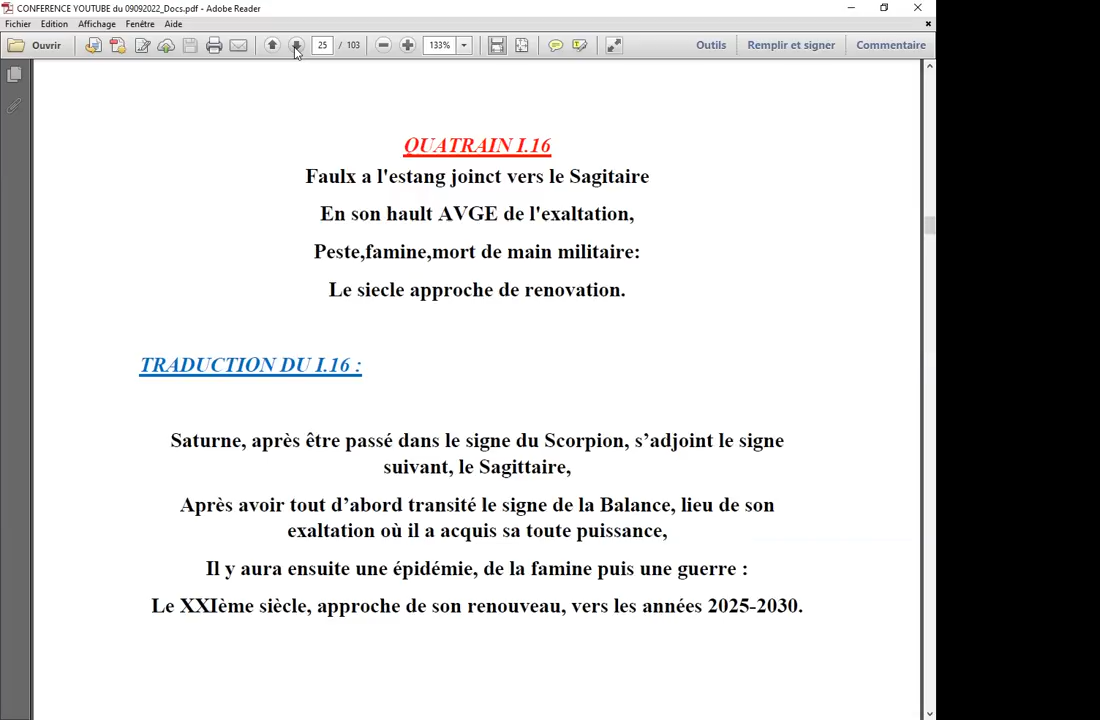 CONFERENCE YOUTUBE du 09092022_Docs.pdf - Adobe Reader
Fichier Edition Affichage Fenêtre Aide
Ouvrir 25 / 103 133% Outils Remplir et signer Commentaire
QUATRAIN I.16
Faulx a l'estang joinct vers le Sagitaire
En son hault AVGE de l'exaltation,
Peste,famine,mort de main militaire:
Le siecle approche de renovation.
TRADUCTION DU I.16 :
Saturne, après être passé dans le signe du Scorpion, s’adjoint le signe
suivant, le Sagittaire,
Après avoir tout d’abord transité le signe de la Balance, lieu de son
exaltation où il a acquis sa toute puissance,
Il y aura ensuite une épidémie, de la famine puis une guerre :
Le XXIème siècle, approche de son renouveau, vers les années 2025-2030.